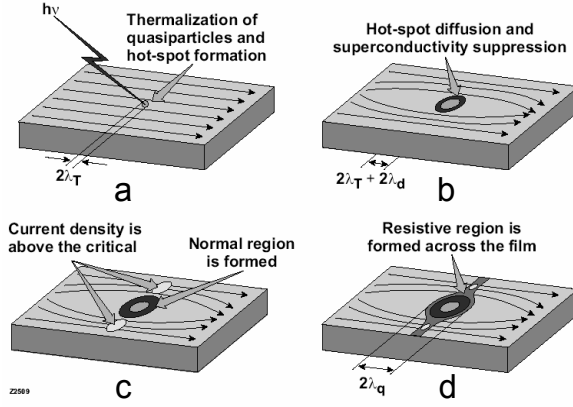 hν
Thermalization of
quasiparticles and
hot-spot formation
2λT
a
Hot-spot diffusion and
superconductivity suppression
2λT + 2λd
b
Current density is
above the critical
Normal region
is formed
Z2509
c
Resistive region is
formed across the film
2λq
d